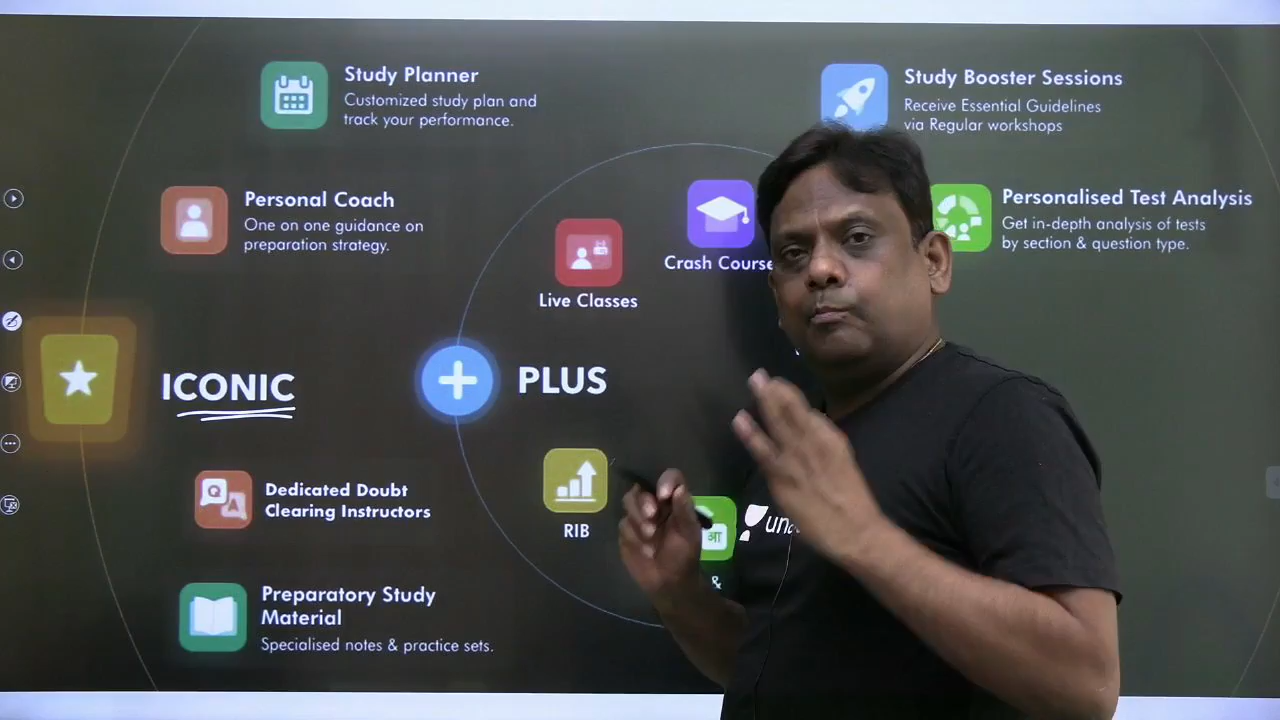 Study Planner
Customized study plan and
track your performance.
Study Booster Sessions
Receive Essential Guidelines
via Regular workshops
Personal Coach
One on one guidance on
preparation strategy.
Personalised Test Analysis
Get in-depth analysis of tests
by section & question type.
Live Classes
Crash Course
ICONIC
PLUS
Dedicated Doubt
Clearing Instructors
Q
A
RIB
आ
&
Preparatory Study
Material
Specialised notes & practice sets.